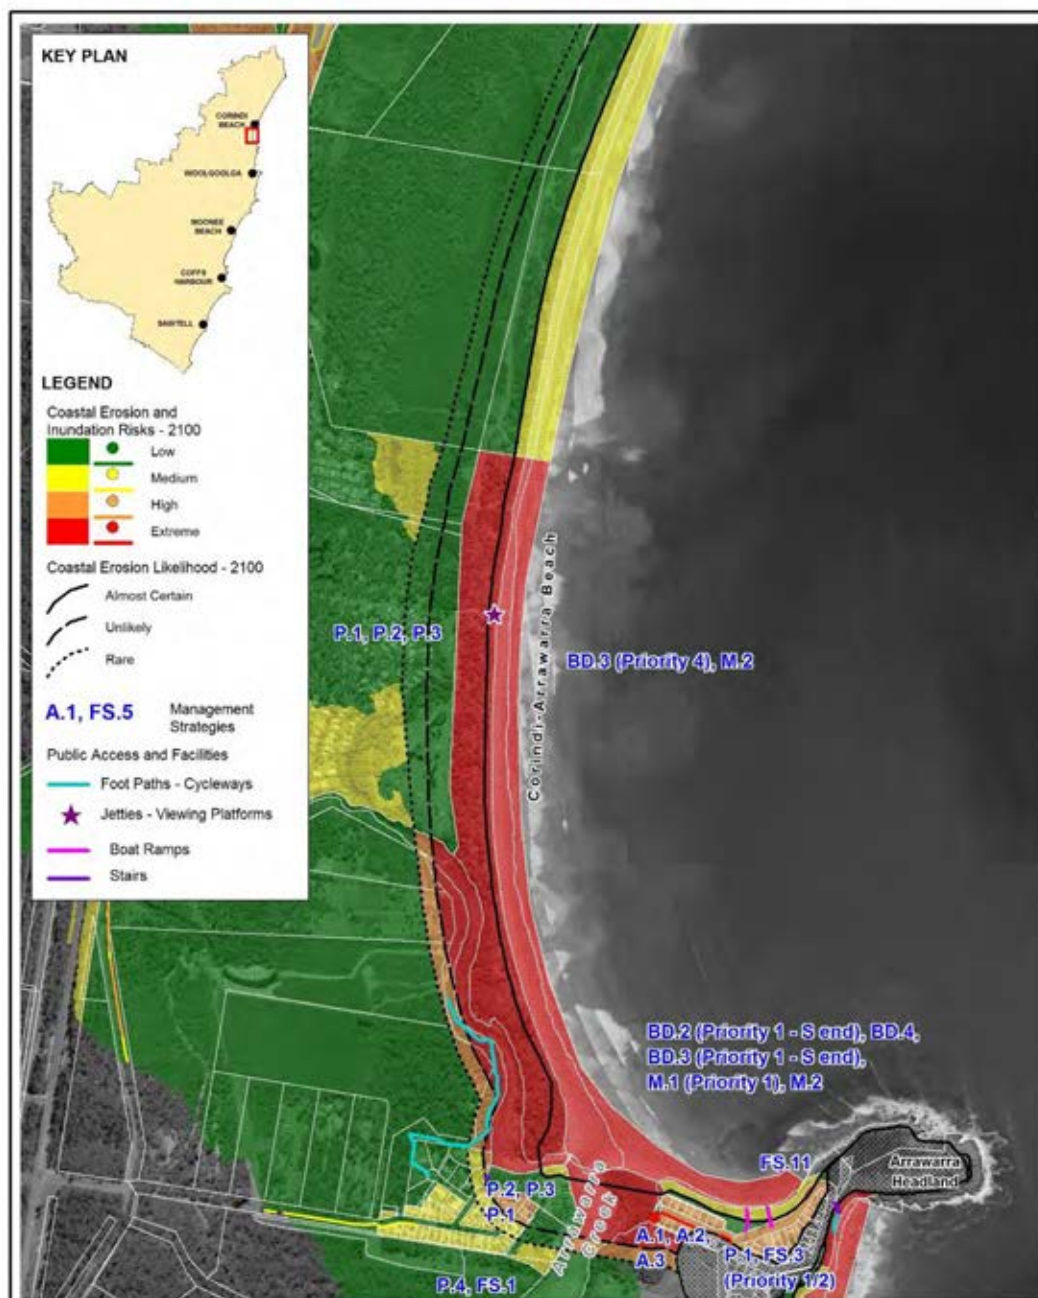 KEY PLAN
CORINDI
BEACH
WOOLGOOLGA
MOONEE
BEACH
COFFS
HARBOUR
SAWTELL
LEGEND
Coastal Erosion and
Inundation Risks - 2100
Low
Medium
High
Extreme
Coastal Erosion Likelihood - 2100
Almost Certain
Unlikely
Rare
A.1, FS.5
Management
Strategies
Public Access and Facilities
Foot Paths - Cycleways
Jetties - Viewing Platforms
Boat Ramps
Stairs
P.1, P.2, P.3
Corindi-Arrawarra Beach
BD.3 (Priority 4), M.2
BD.2 (Priority 1 - S end), BD.4,
BD.3 (Priority 1 - S end),
M.1 (Priority 1), M.2
FS.11
Arrawarra
Headland
P.2, P.3
P.1
Arrawarra
Creek
A.1, A.2,
A.3
P.1, FS.3
(Priority 1/2)
P.4, FS.1